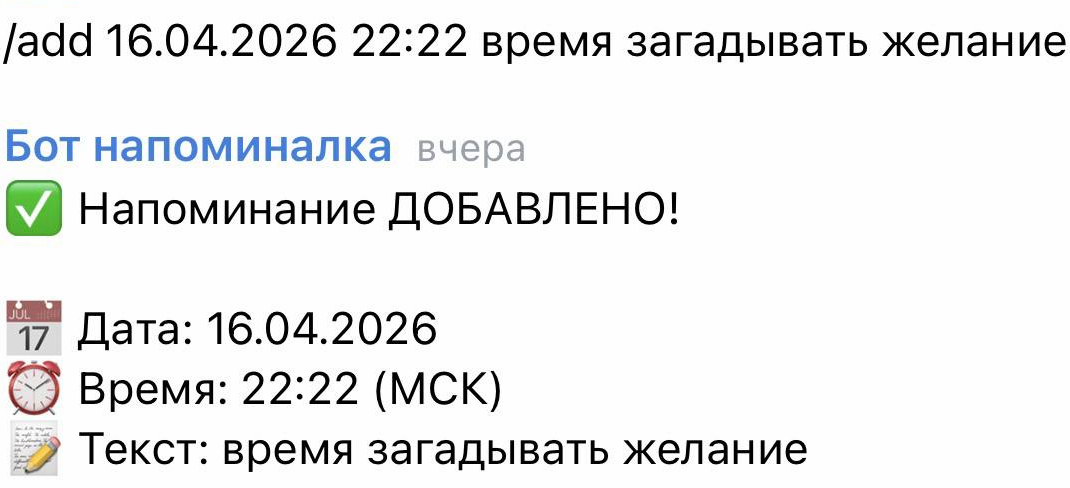 /add 16.04.2026 22:22 время загадывать желание
Бот напоминалка вчера
✅ Напоминание ДОБАВЛЕНО!
📅 Дата: 16.04.2026
⏰ Время: 22:22 (МСК)
📝 Текст: время загадывать желание